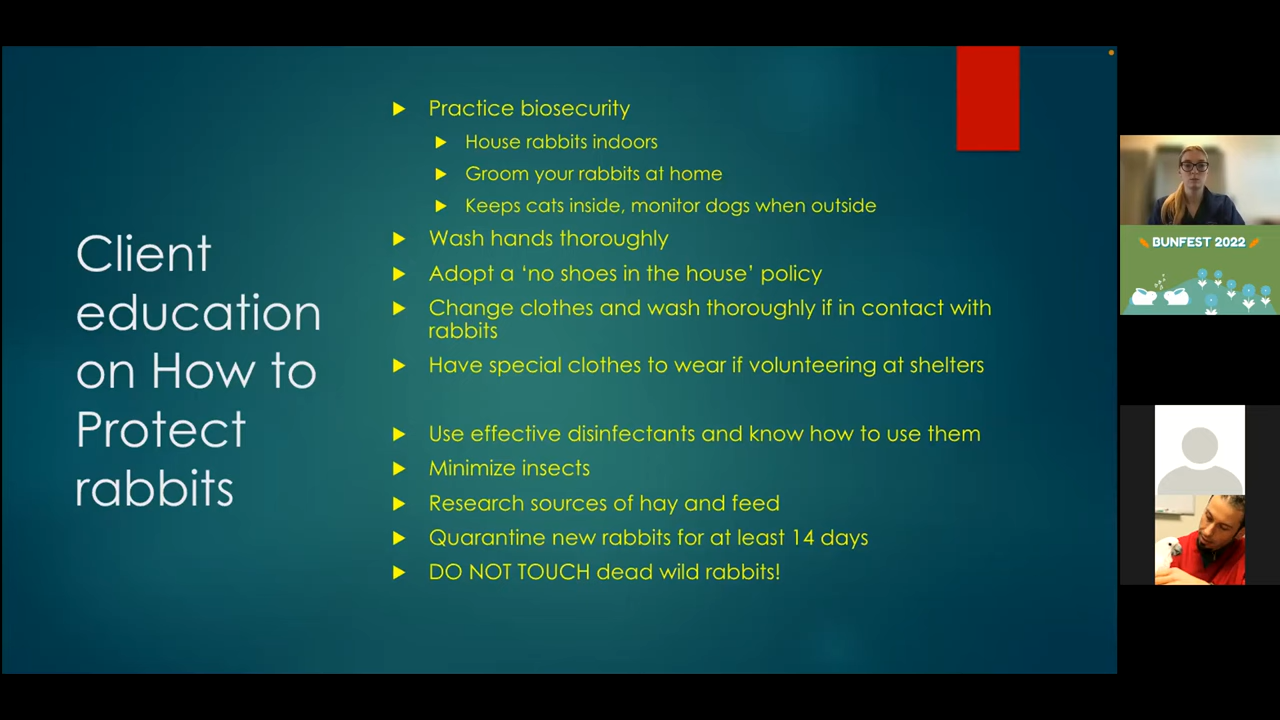 Client
education
on How to
Protect
rabbits
Practice biosecurity
House rabbits indoors
Groom your rabbits at home
Keeps cats inside, monitor dogs when outside
Wash hands thoroughly
Adopt a ‘no shoes in the house’ policy
Change clothes and wash thoroughly if in contact with
rabbits
Have special clothes to wear if volunteering at shelters
Use effective disinfectants and know how to use them
Minimize insects
Research sources of hay and feed
Quarantine new rabbits for at least 14 days
DO NOT TOUCH dead wild rabbits!
BUNFEST 2022